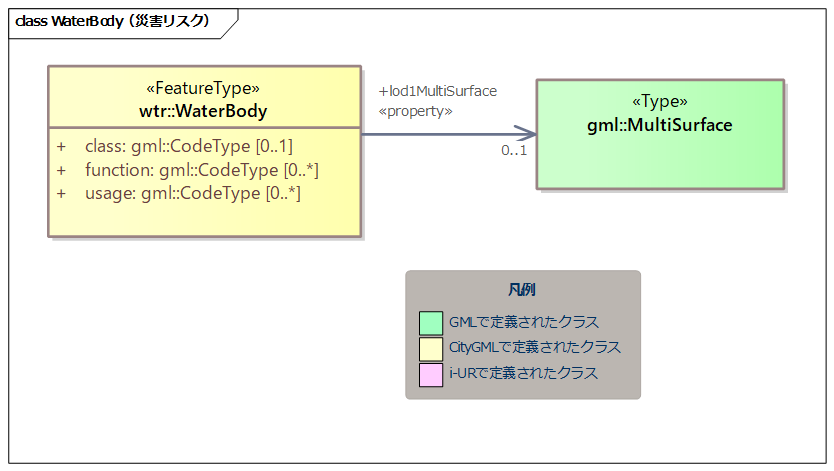 class WaterBody（災害リスク）
«FeatureType»
wtr::WaterBody
+ class: gml::CodeType [0..1]
+ function: gml::CodeType [0..*]
+ usage: gml::CodeType [0..*]
+lod1MultiSurface
«property»
0..1
«Type»
gml::MultiSurface
凡例
GMLで定義されたクラス
CityGMLで定義されたクラス
i-URで定義されたクラス